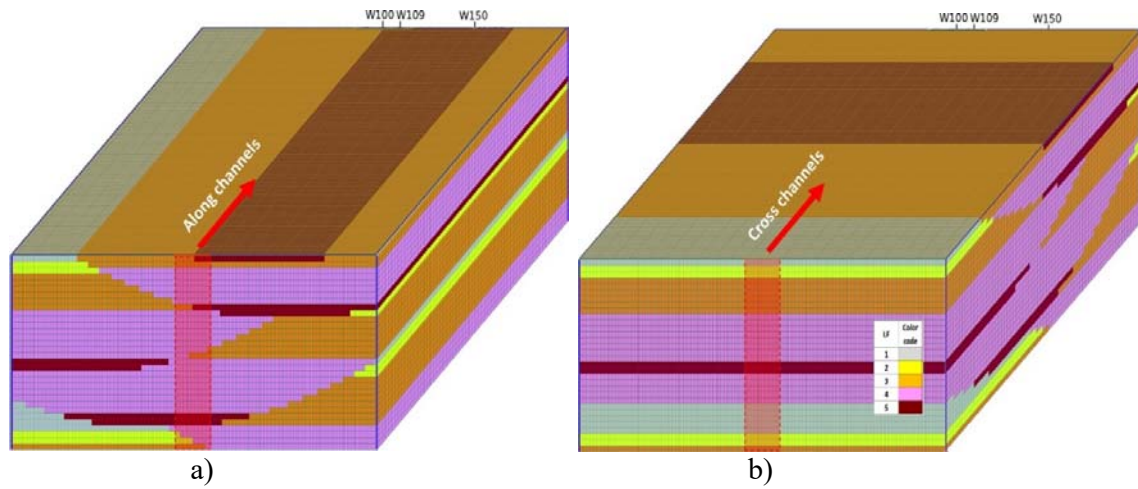 W100 W109 W150
W100 W109 W150
Along channels
Cross channels
LF Color code
1
2
3
4
5
a)
b)